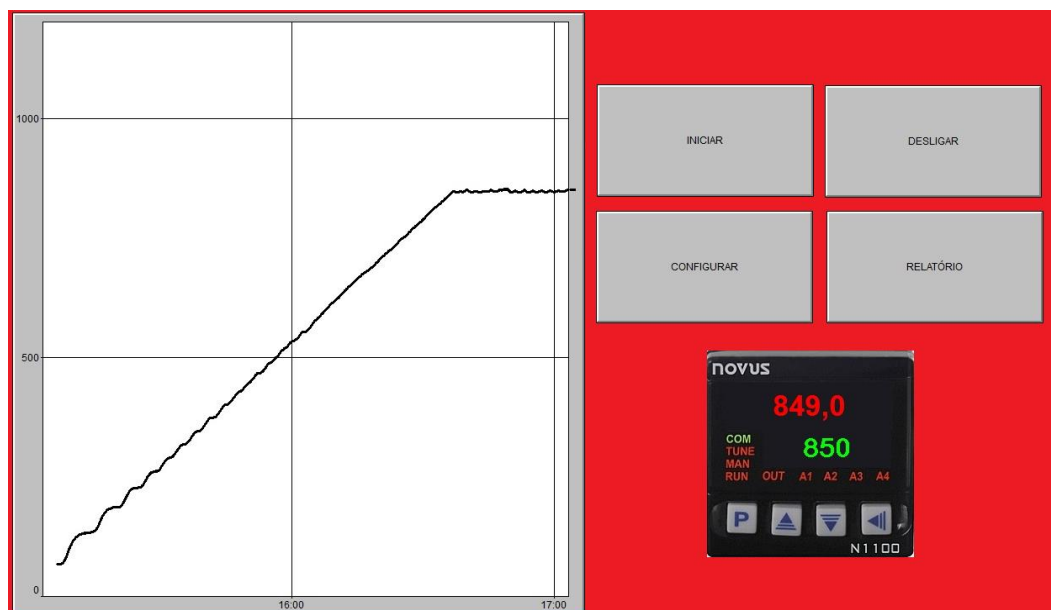 1000
500
0
16:00
17:00
INICIAR
DESLIGAR
CONFIGURAR
RELATÓRIO
novus
849,0
850
COM
TUNE
MAN
RUN OUT A1 A2 A3 A4
P
N1100